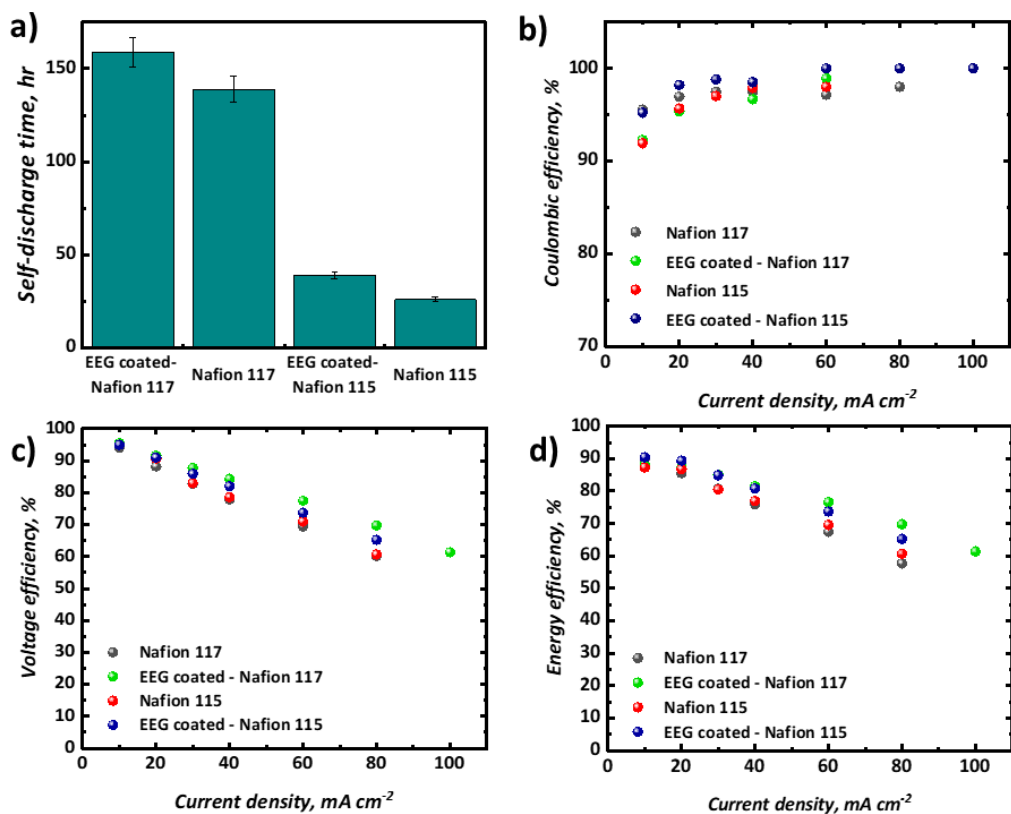 a)
Self-discharge time, hr
150
100
50
0
EEG coated-
Nafion 117
Nafion 117
EEG coated-
Nafion 115
Nafion 115
b)
Coulombic efficiency, %
100
90
80
70
Nafion 117
EEG coated - Nafion 117
Nafion 115
EEG coated - Nafion 115
0 20 40 60 80 100
Current density, mA cm-2
c)
Voltage efficiency, %
100
90
80
70
60
50
40
30
20
10
0
Nafion 117
EEG coated - Nafion 117
Nafion 115
EEG coated - Nafion 115
0 20 40 60 80 100
Current density, mA cm-2
d)
Energy efficiency, %
100
90
80
70
60
50
40
30
20
10
0
Nafion 117
EEG coated - Nafion 117
Nafion 115
EEG coated - Nafion 115
0 20 40 60 80 100
Current density, mA cm-2